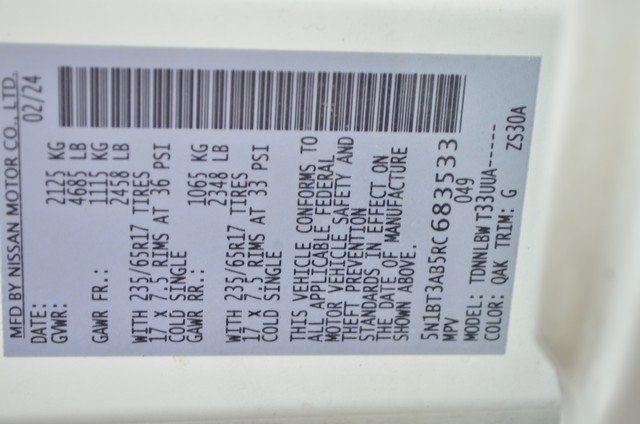 MFD BY NISSAN MOTOR CO., LTD.
DATE: 02/24
GVWR: 2125 KG
4685 LB
GAWR FR.: 1115 KG
2458 LB
WITH 235/65R17 TIRES
17 X 7.5 RIMS AT 36 PSI
COLD SINGLE
GAWR RR.: 1065 KG
2348 LB
WITH 235/65R17 TIRES
17 X 7.5 RIMS AT 33 PSI
COLD SINGLE
THIS VEHICLE CONFORMS TO
ALL APPLICABLE FEDERAL
MOTOR VEHICLE SAFETY AND
THEFT PREVENTION
STANDARDS IN EFFECT ON
THE DATE OF MANUFACTURE
SHOWN ABOVE.
5N1BT3AB5RC683533
MPV 049
MODEL: TDNNLBW T33UUA-----
COLOR: QAK TRIM: G ZS30A